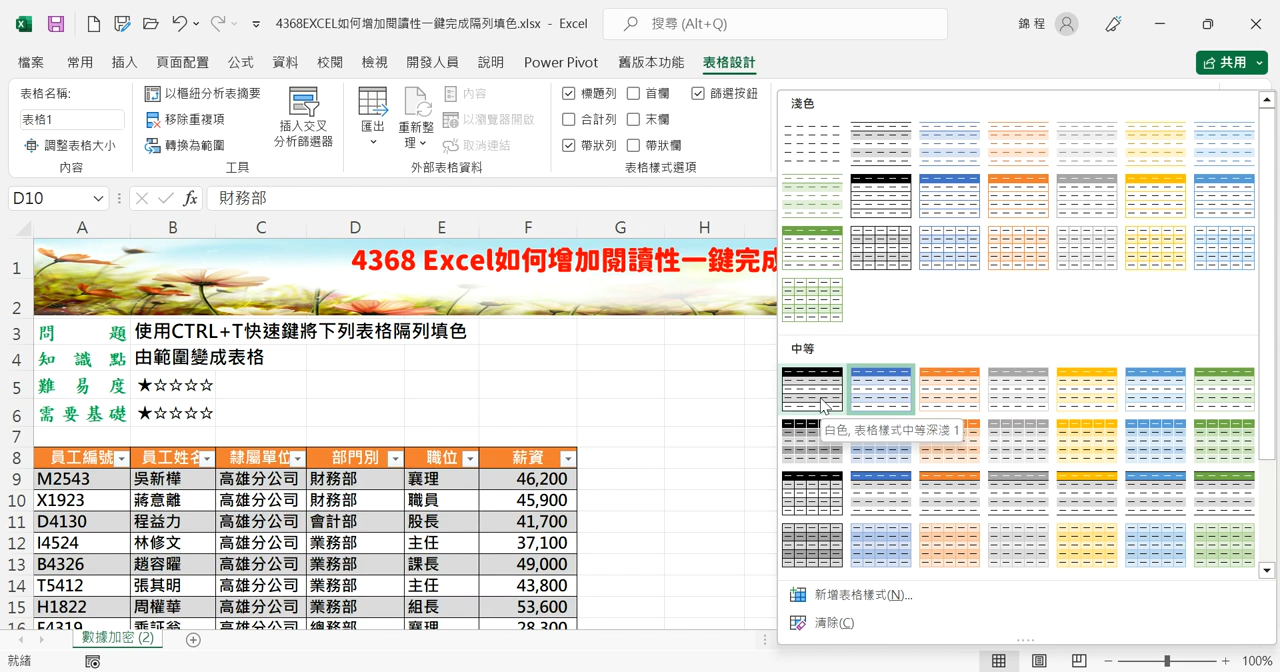 4368EXCEL如何增加閱讀性一鍵完成隔列填色.xlsx - Excel
搜尋 (Alt+Q)
錦 程
檔案 常用 插入 頁面配置 公式 資料 校閱 檢視 開發人員 說明 Power Pivot 舊版本功能 表格設計
共用
表格名稱:
表格1
調整表格大小
內容
以樞紐分析表摘要
移除重複項
轉換為範圍
插入交叉
分析篩選器
工具
匯出
重新整
理
內容
以瀏覽器開啟
取消連結
外部表格資料
標題列 首欄 篩選按鈕
合計列 末欄
帶狀列 帶狀欄
表格樣式選項
D10
fx
財務部
A B C D E F G H
1
4368 Excel如何增加閱讀性一鍵完成
2
3 問題 使用CTRL+T快速鍵將下列表格隔列填色
4 知識點 由範圍變成表格
5 難易度 ★☆☆☆☆
6 需要基礎 ★☆☆☆☆
7
8 員工編號 員工姓名 隸屬單位 部門別 職位 薪資
9 M2543 吳新樺 高雄分公司 財務部 襄理 46,200
10 X1923 蔣意離 高雄分公司 財務部 職員 45,900
11 D4130 程益力 高雄分公司 會計部 股長 41,700
12 I4524 林修文 高雄分公司 業務部 主任 37,100
13 B4326 趙容曜 高雄分公司 業務部 課長 49,000
14 T5412 張其明 高雄分公司 業務部 主任 43,800
15 H1822 周權華 高雄分公司 業務部 組長 53,600
16 F4319 高雄分公司 總務部 襄理 28,300
淺色
中等
白色, 表格樣式中等深淺 1
新增表格樣式(N)...
清除(C)
數據加密 (2)
就緒
100%